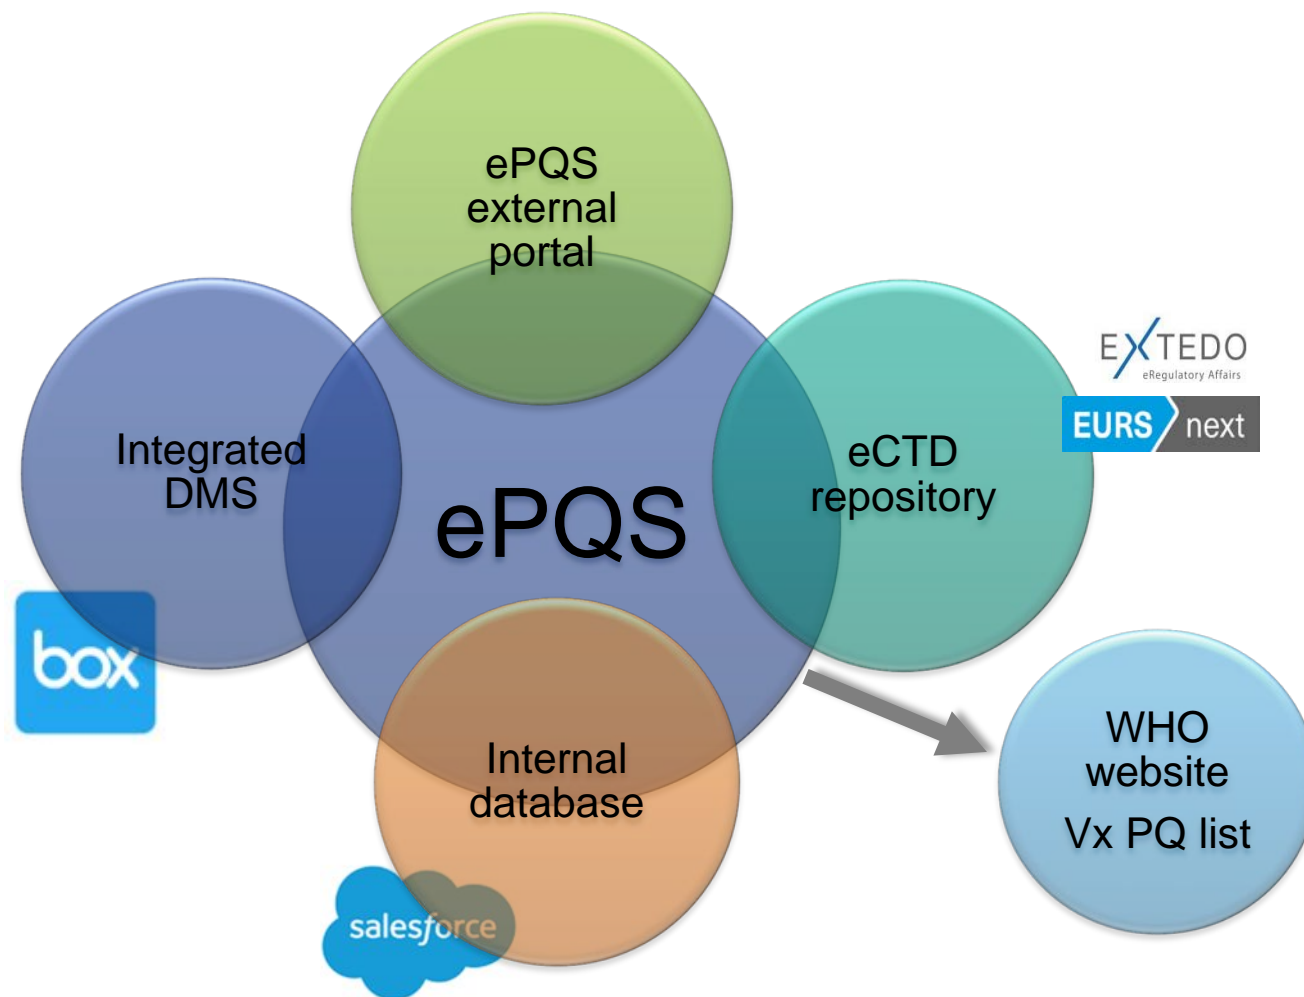 ePQS
external
portal
Integrated
DMS
ePQS
eCTD
repository
EXTEDO
eRegulatory Affairs
EURS next
box
Internal
database
salesforce
WHO
website
Vx PQ list